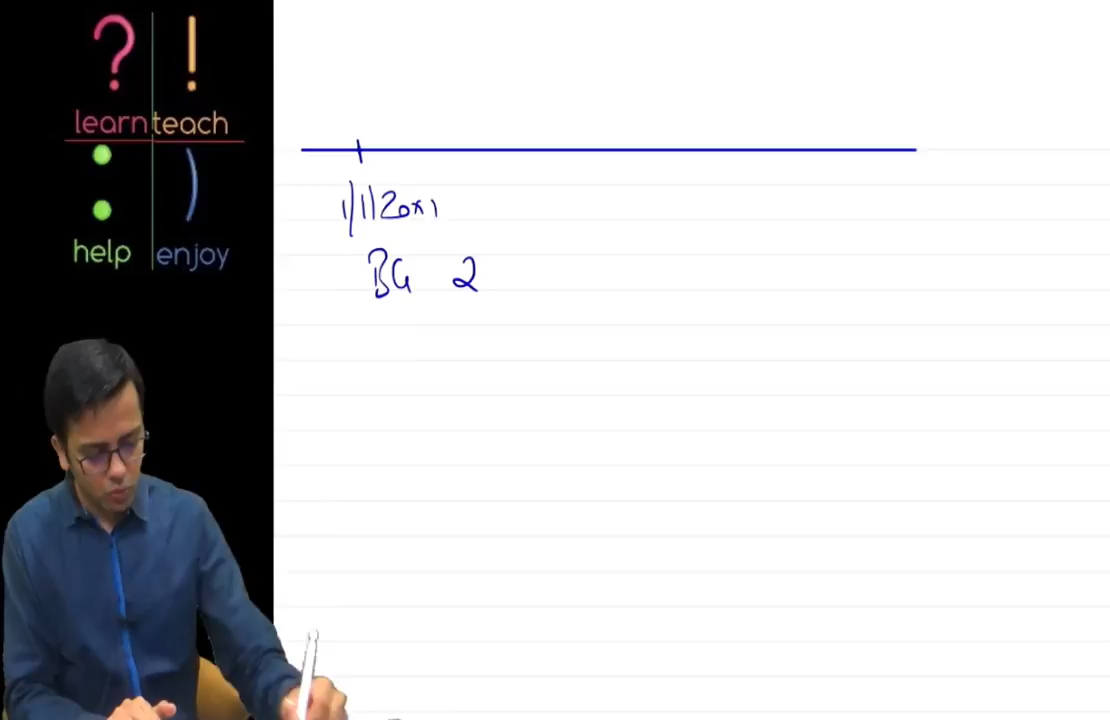 ? !
learn teach
: )
help enjoy
1/1/20x1
BG 2